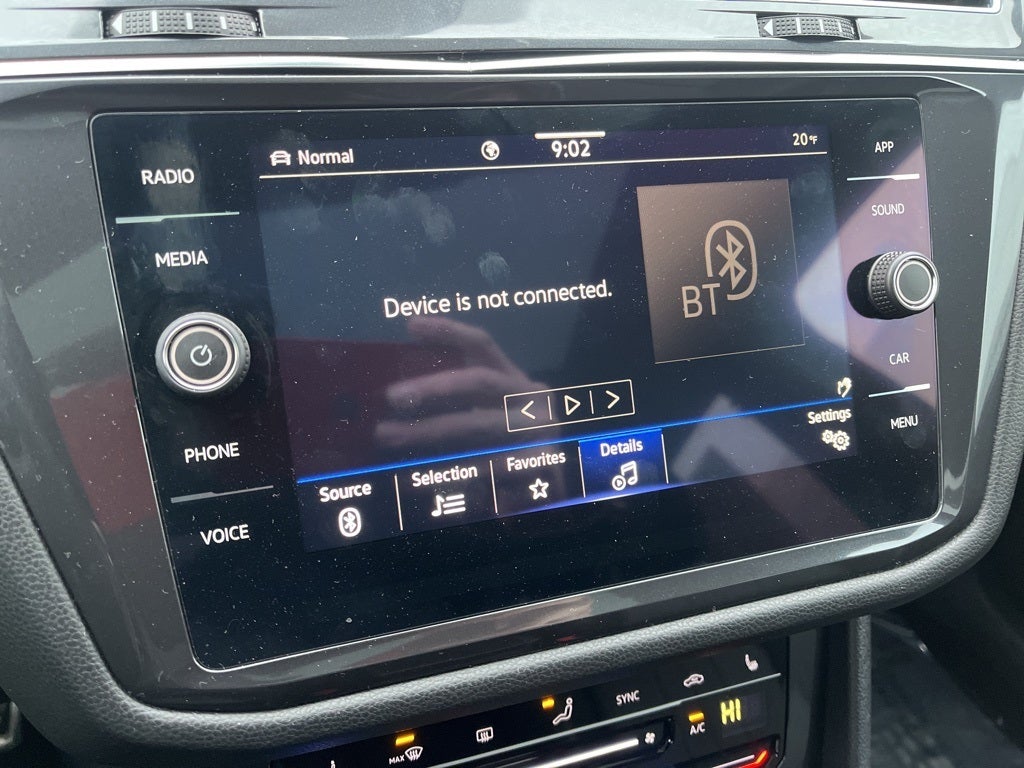 Normal
9:02
20°F
RADIO
MEDIA
PHONE
VOICE
Device is not connected.
BT
APP
SOUND
CAR
MENU
Settings
Source
Selection
Favorites
Details
MAX
SYNC
A/C
HI